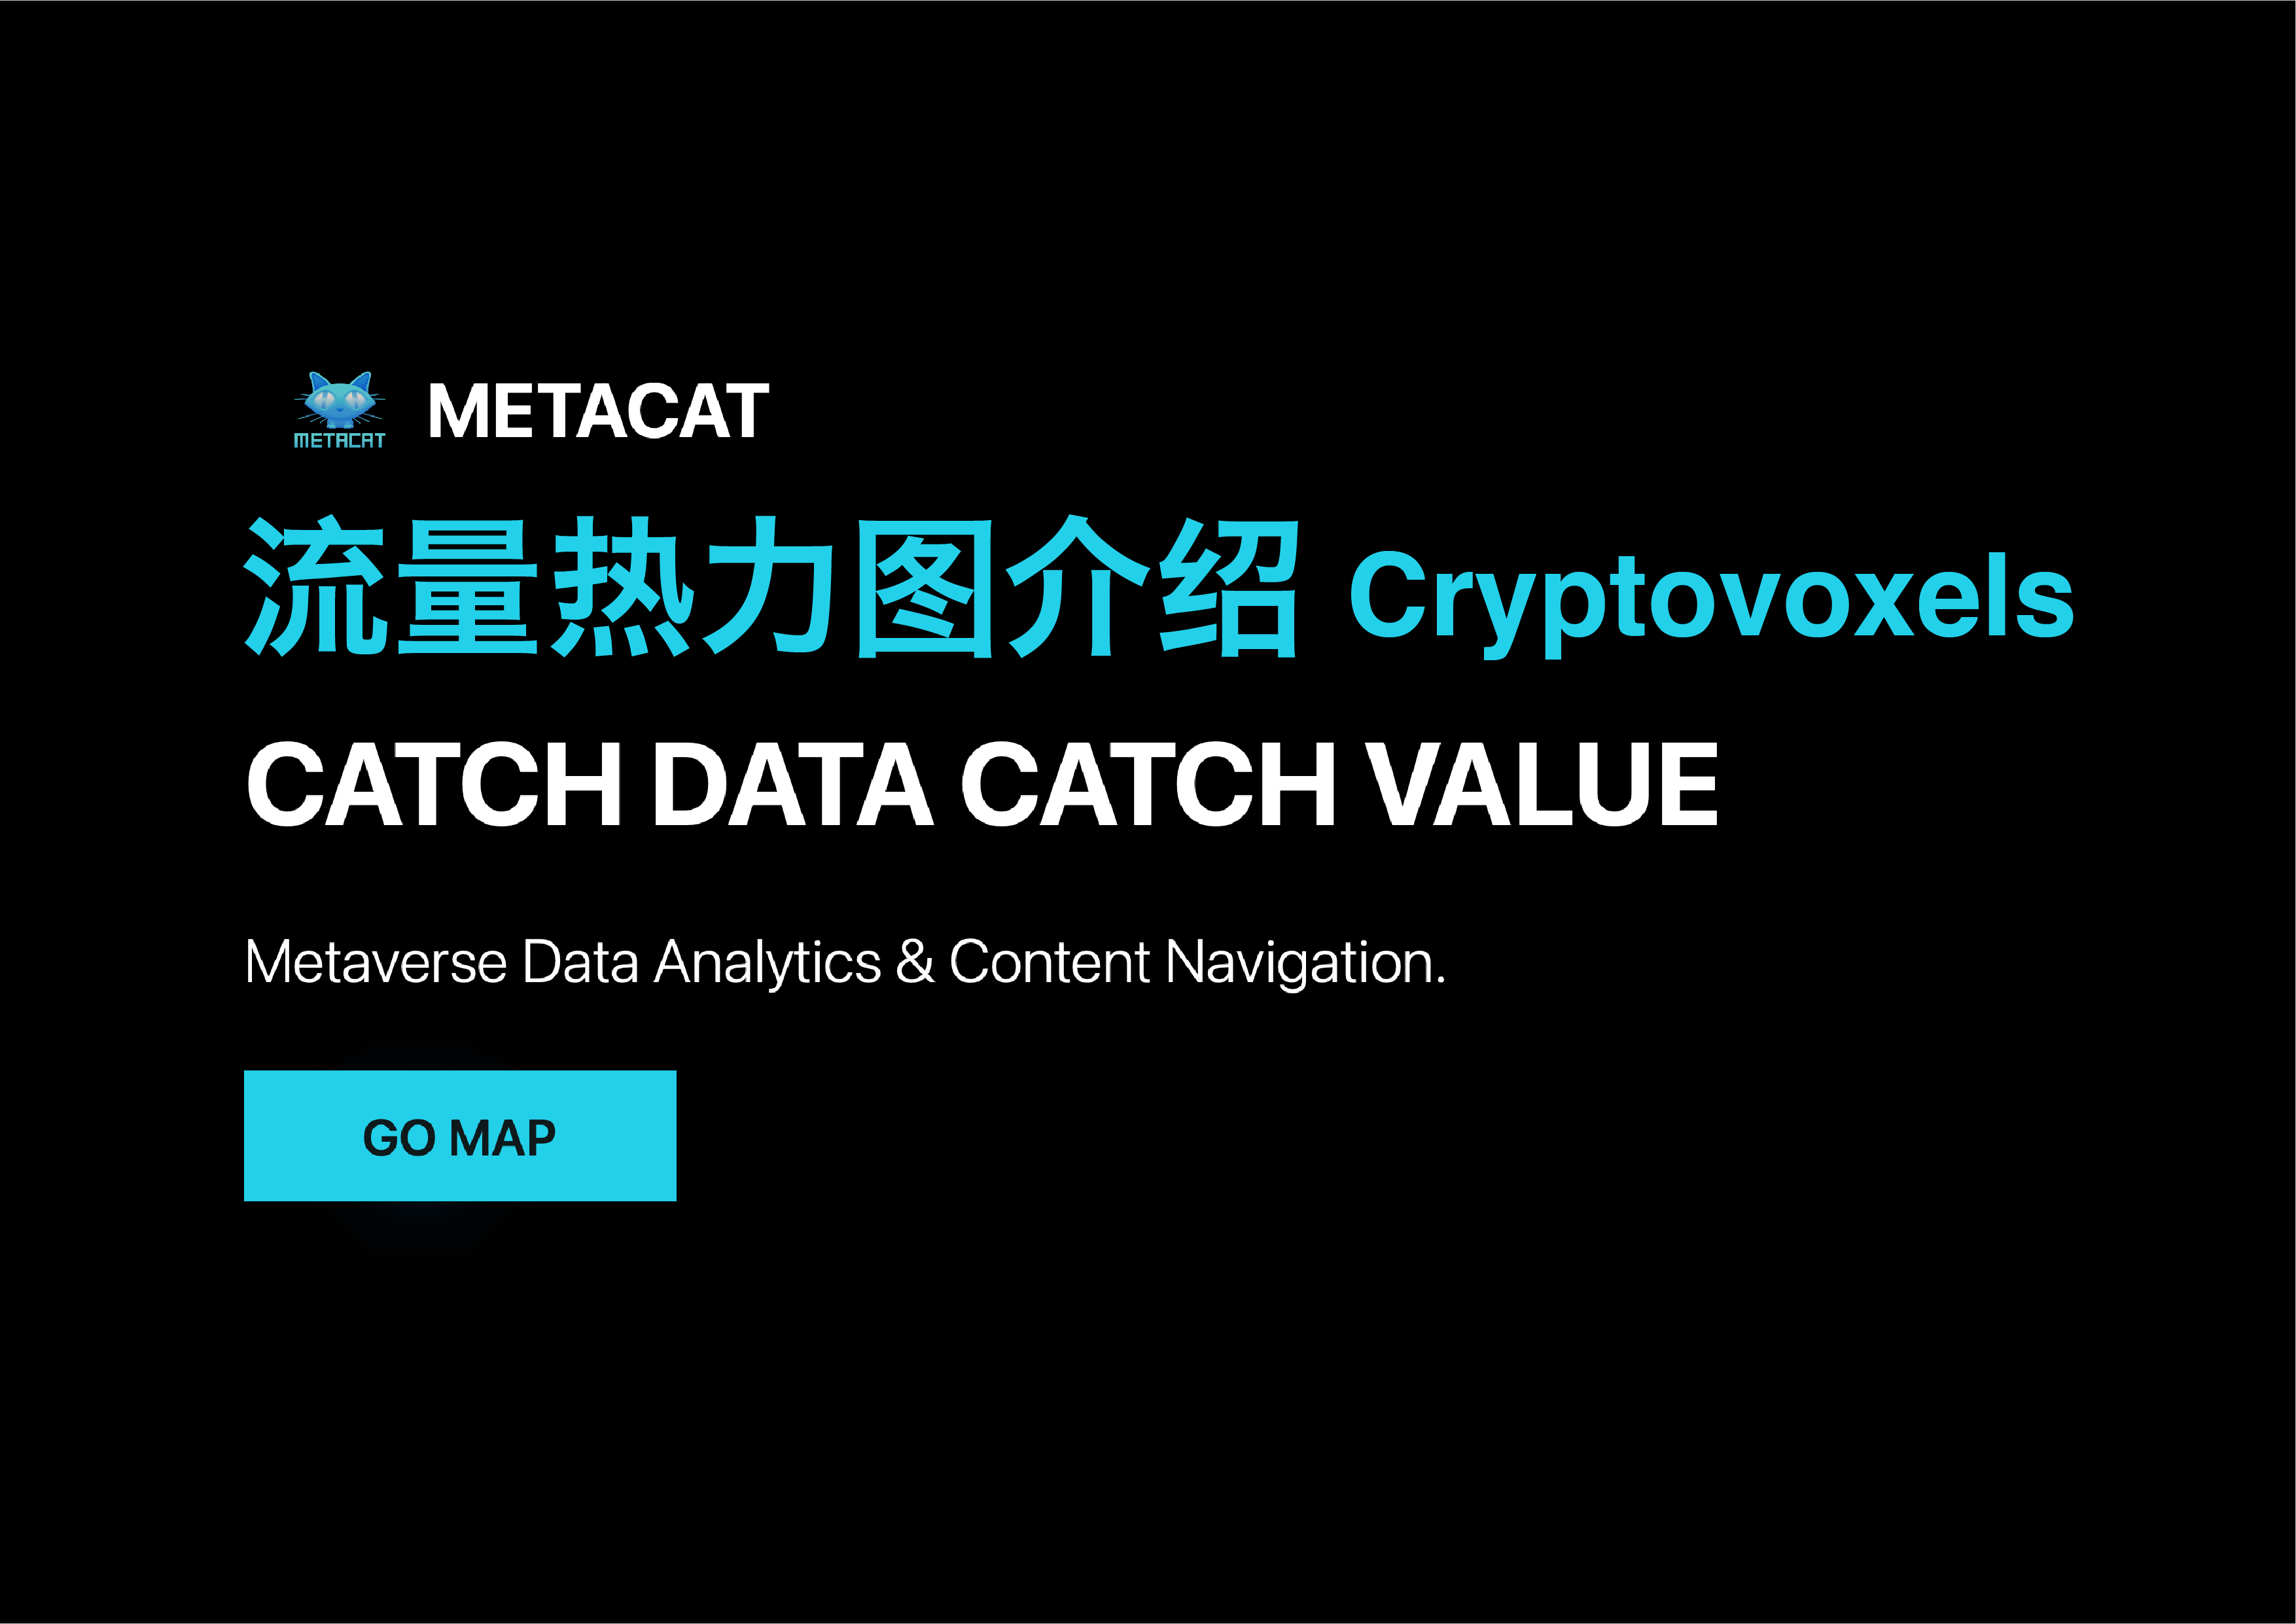 METACAT
METACAT
流量热力图介绍 Cryptovoxels
CATCH DATA CATCH VALUE
Metaverse Data Analytics & Content Navigation.
GO MAP